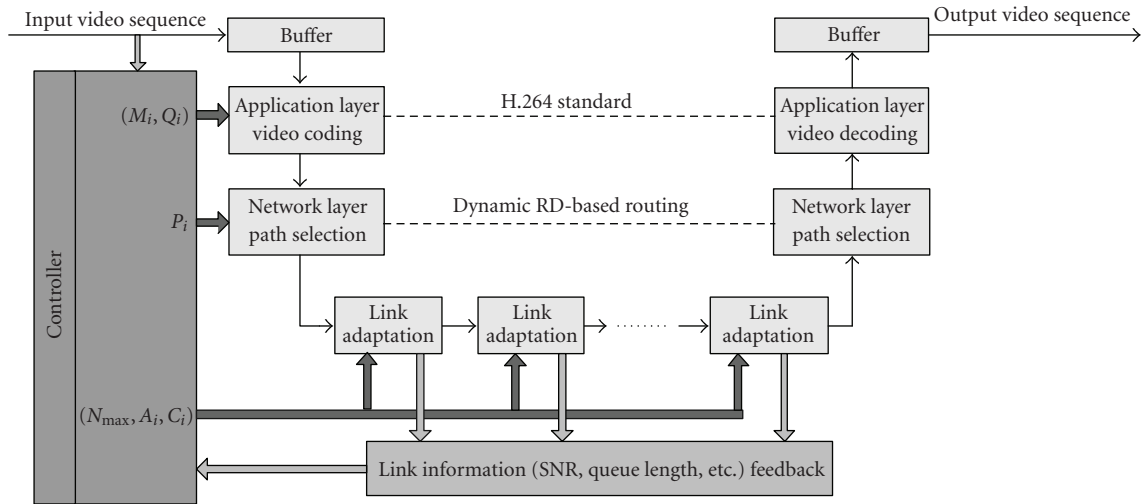 Input video sequence
Output video sequence
Buffer
Buffer
(M_i, Q_i)
Application layer
video coding
H.264 standard
Application layer
video decoding
P_i
Network layer
path selection
Dynamic RD-based routing
Network layer
path selection
Controller
Link
adaptation
Link
adaptation
........
Link
adaptation
(N_max, A_i, C_i)
Link information (SNR, queue length, etc.) feedback